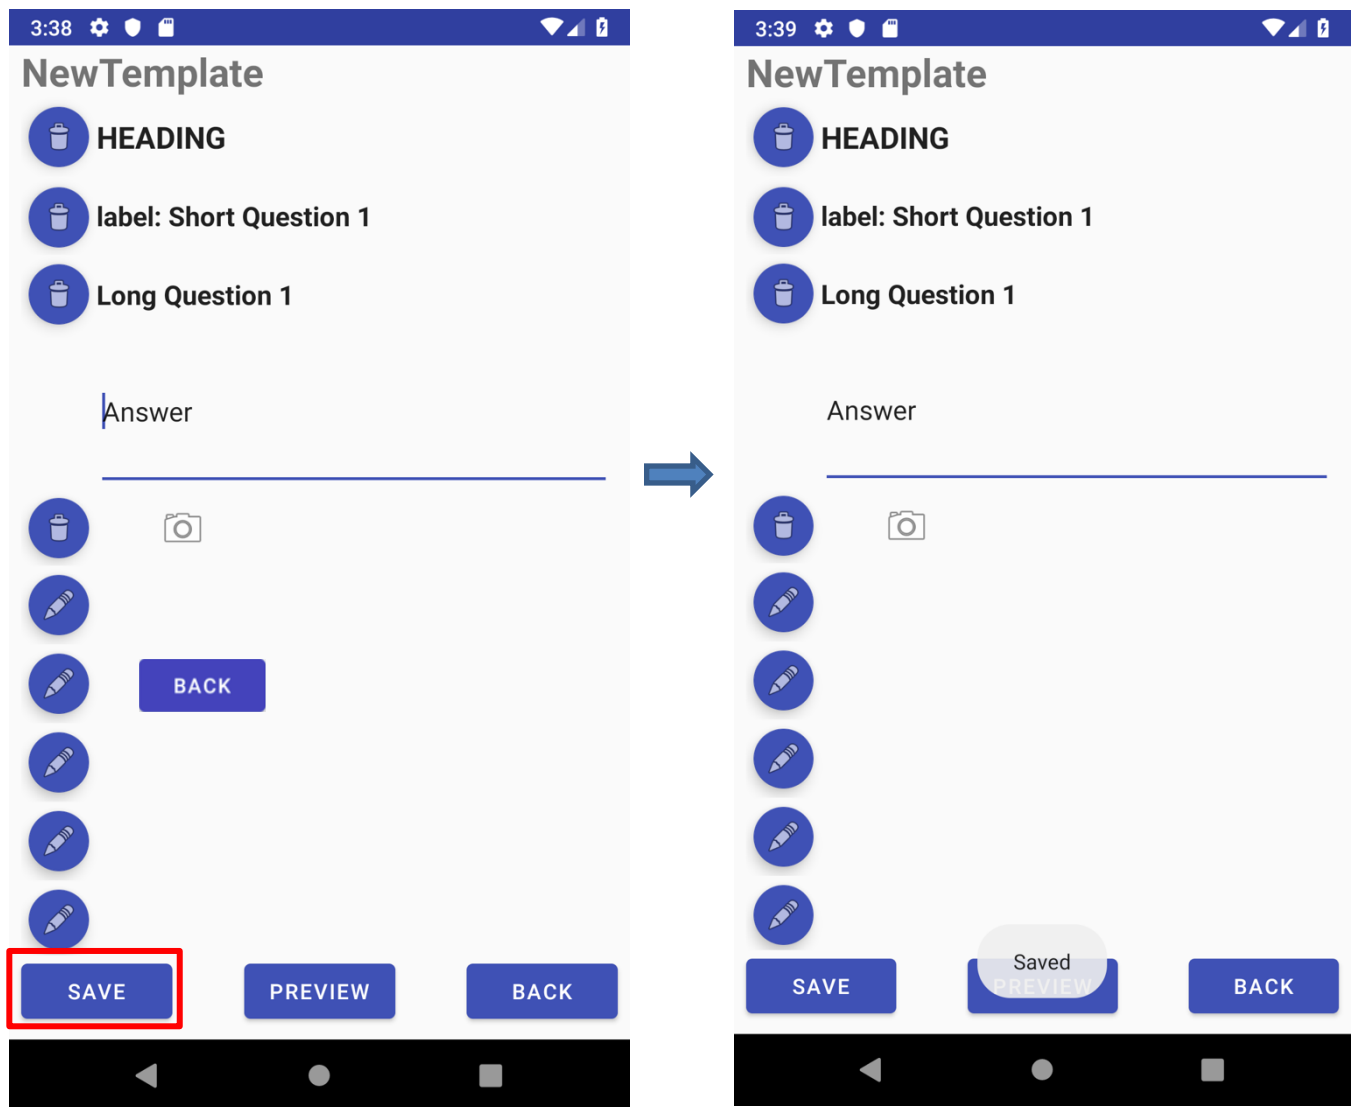 3:38
NewTemplate
HEADING
label: Short Question 1
Long Question 1
Answer
BACK
SAVE
PREVIEW
BACK
3:39
NewTemplate
HEADING
label: Short Question 1
Long Question 1
Answer
Saved
SAVE
PREVIEW
BACK